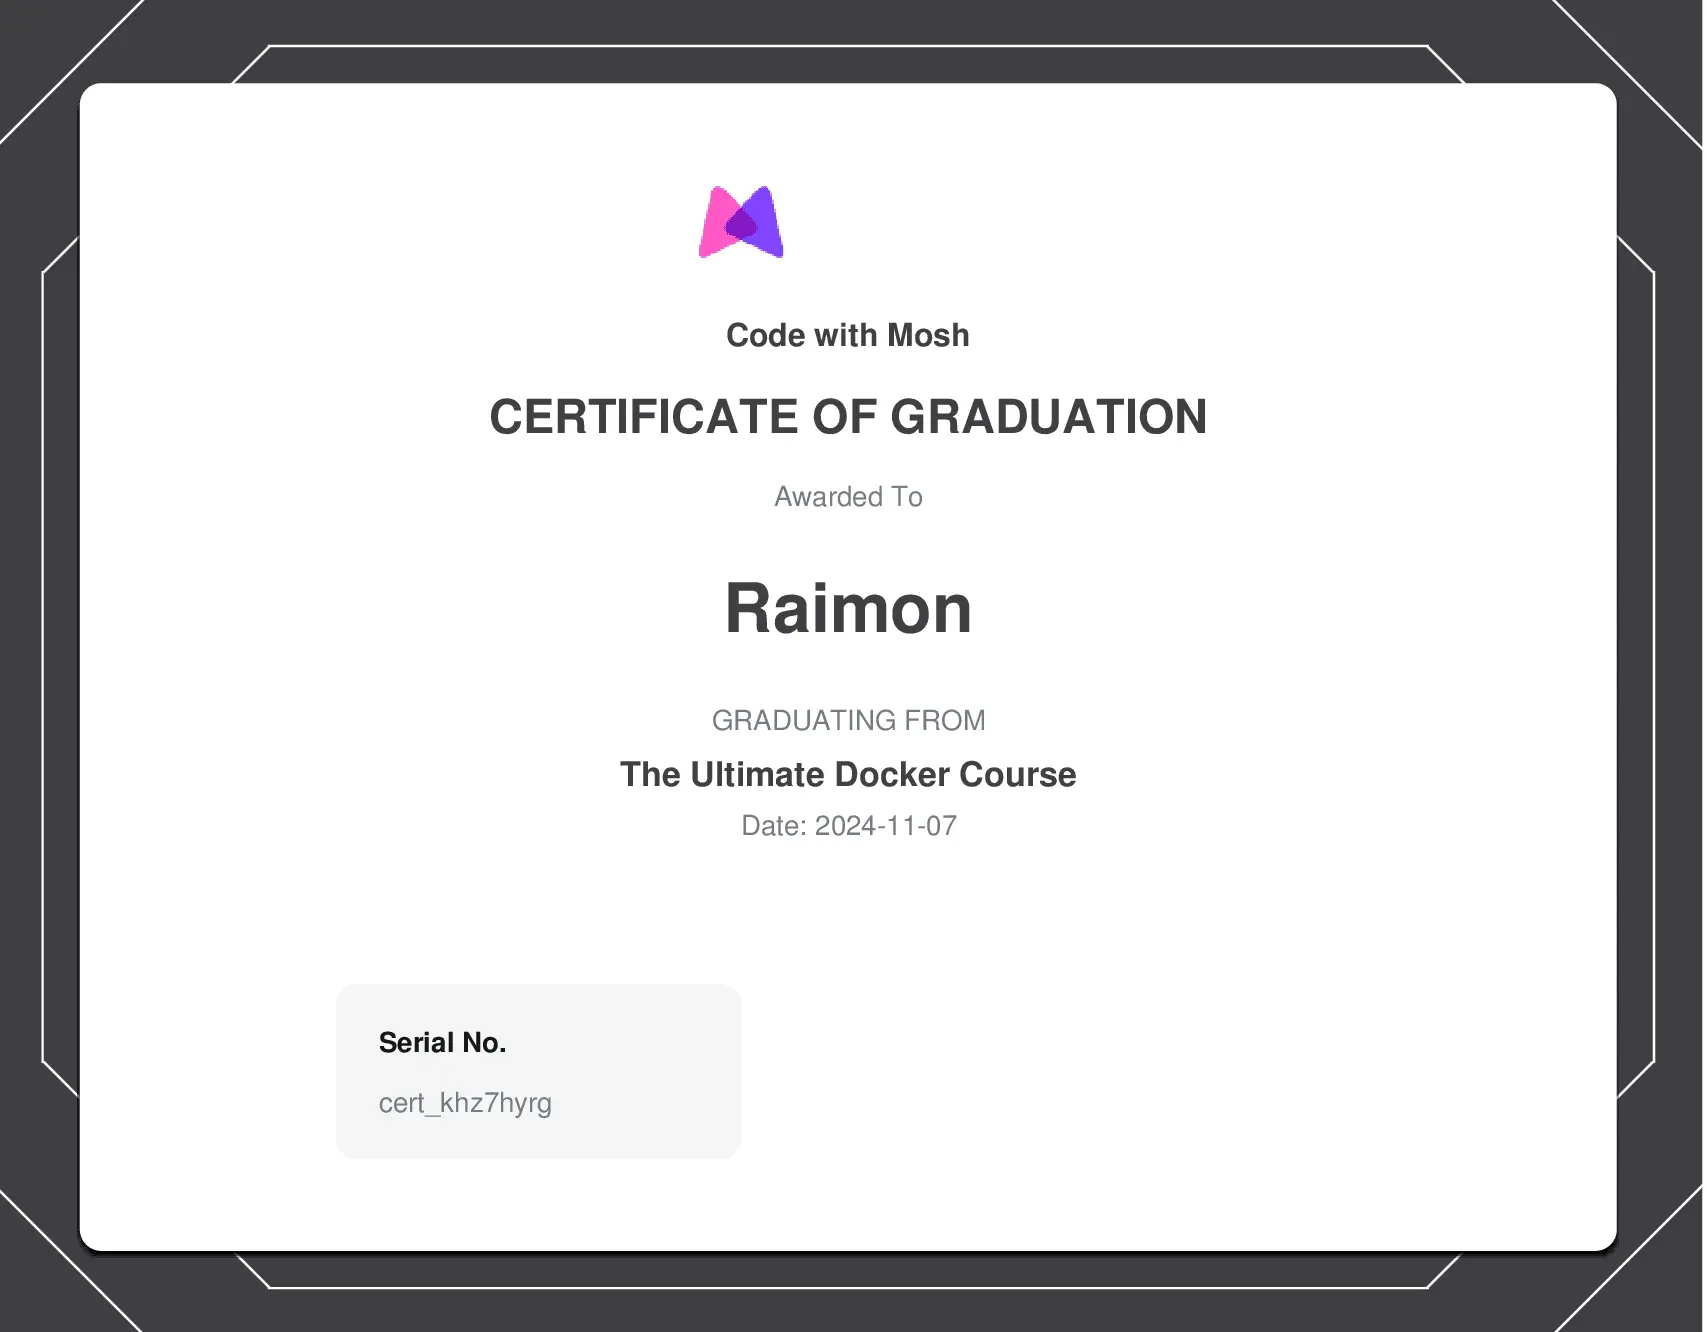 Code with Mosh
CERTIFICATE OF GRADUATION
Awarded To
Raimon
GRADUATING FROM
The Ultimate Docker Course
Date: 2024-11-07
Serial No.
cert_khz7hyrg